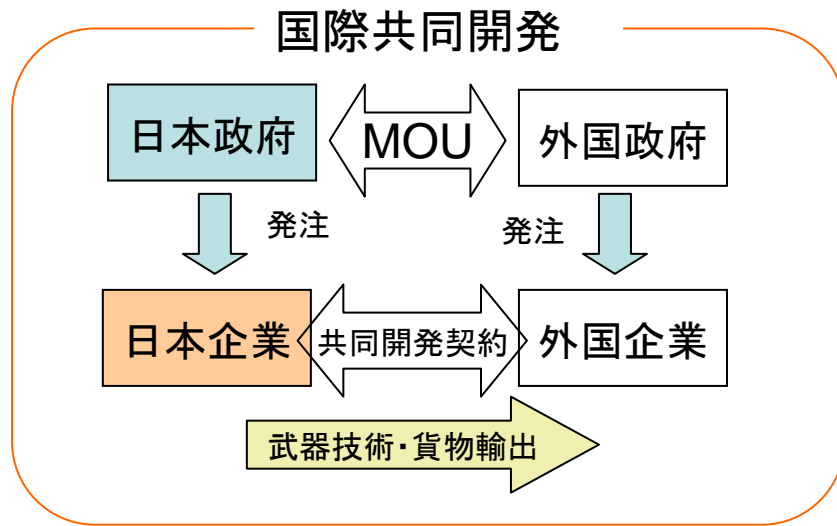 国際共同開発
日本政府
MOU
外国政府
発注
発注
日本企業
共同開発契約
外国企業
武器技術・貨物輸出